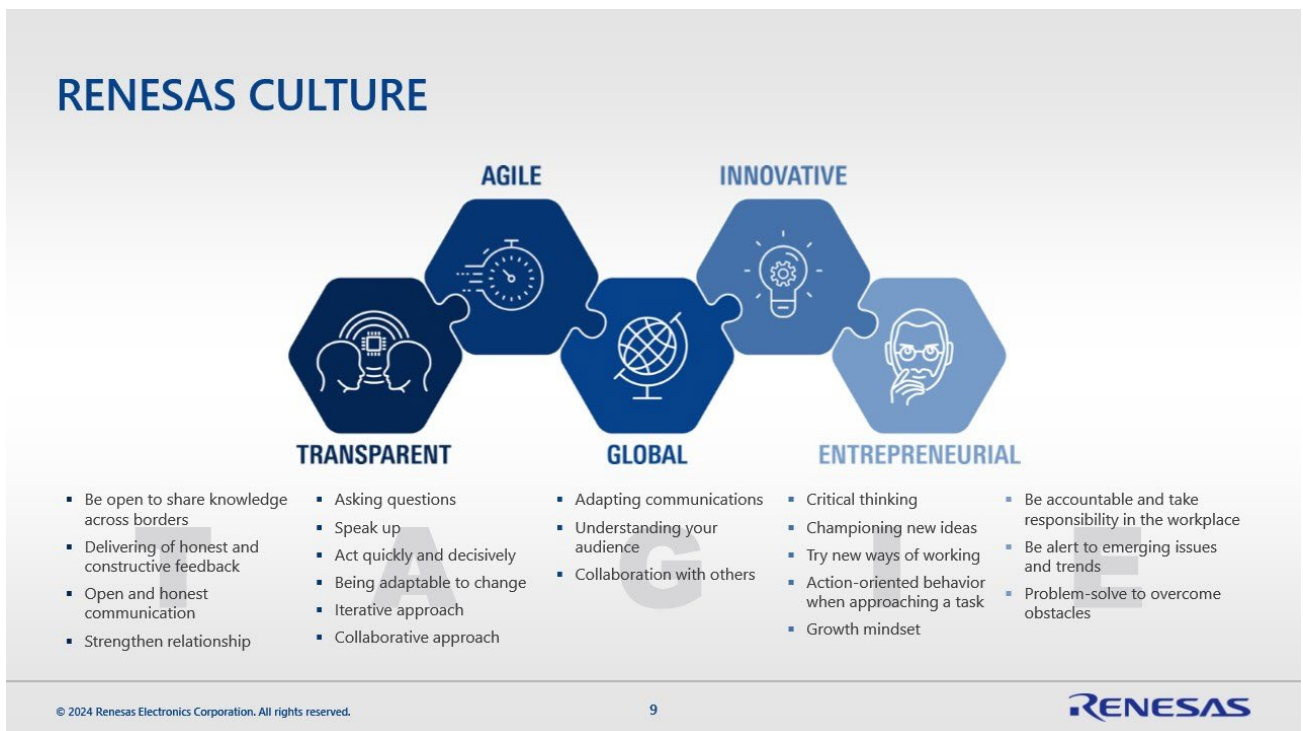 RENESAS CULTURE
AGILE
INNOVATIVE
TRANSPARENT
GLOBAL
ENTREPRENEURIAL
T
▪ Be open to share knowledge
across borders
▪ Delivering of honest and
constructive feedback
▪ Open and honest
communication
▪ Strengthen relationship
A
▪ Asking questions
▪ Speak up
▪ Act quickly and decisively
▪ Being adaptable to change
▪ Iterative approach
▪ Collaborative approach
G
▪ Adapting communications
▪ Understanding your
audience
▪ Collaboration with others
I
▪ Critical thinking
▪ Championing new ideas
▪ Try new ways of working
▪ Action-oriented behavior
when approaching a task
▪ Growth mindset
E
▪ Be accountable and take
responsibility in the workplace
▪ Be alert to emerging issues
and trends
▪ Problem-solve to overcome
obstacles
© 2024 Renesas Electronics Corporation. All rights reserved.
9
RENESAS